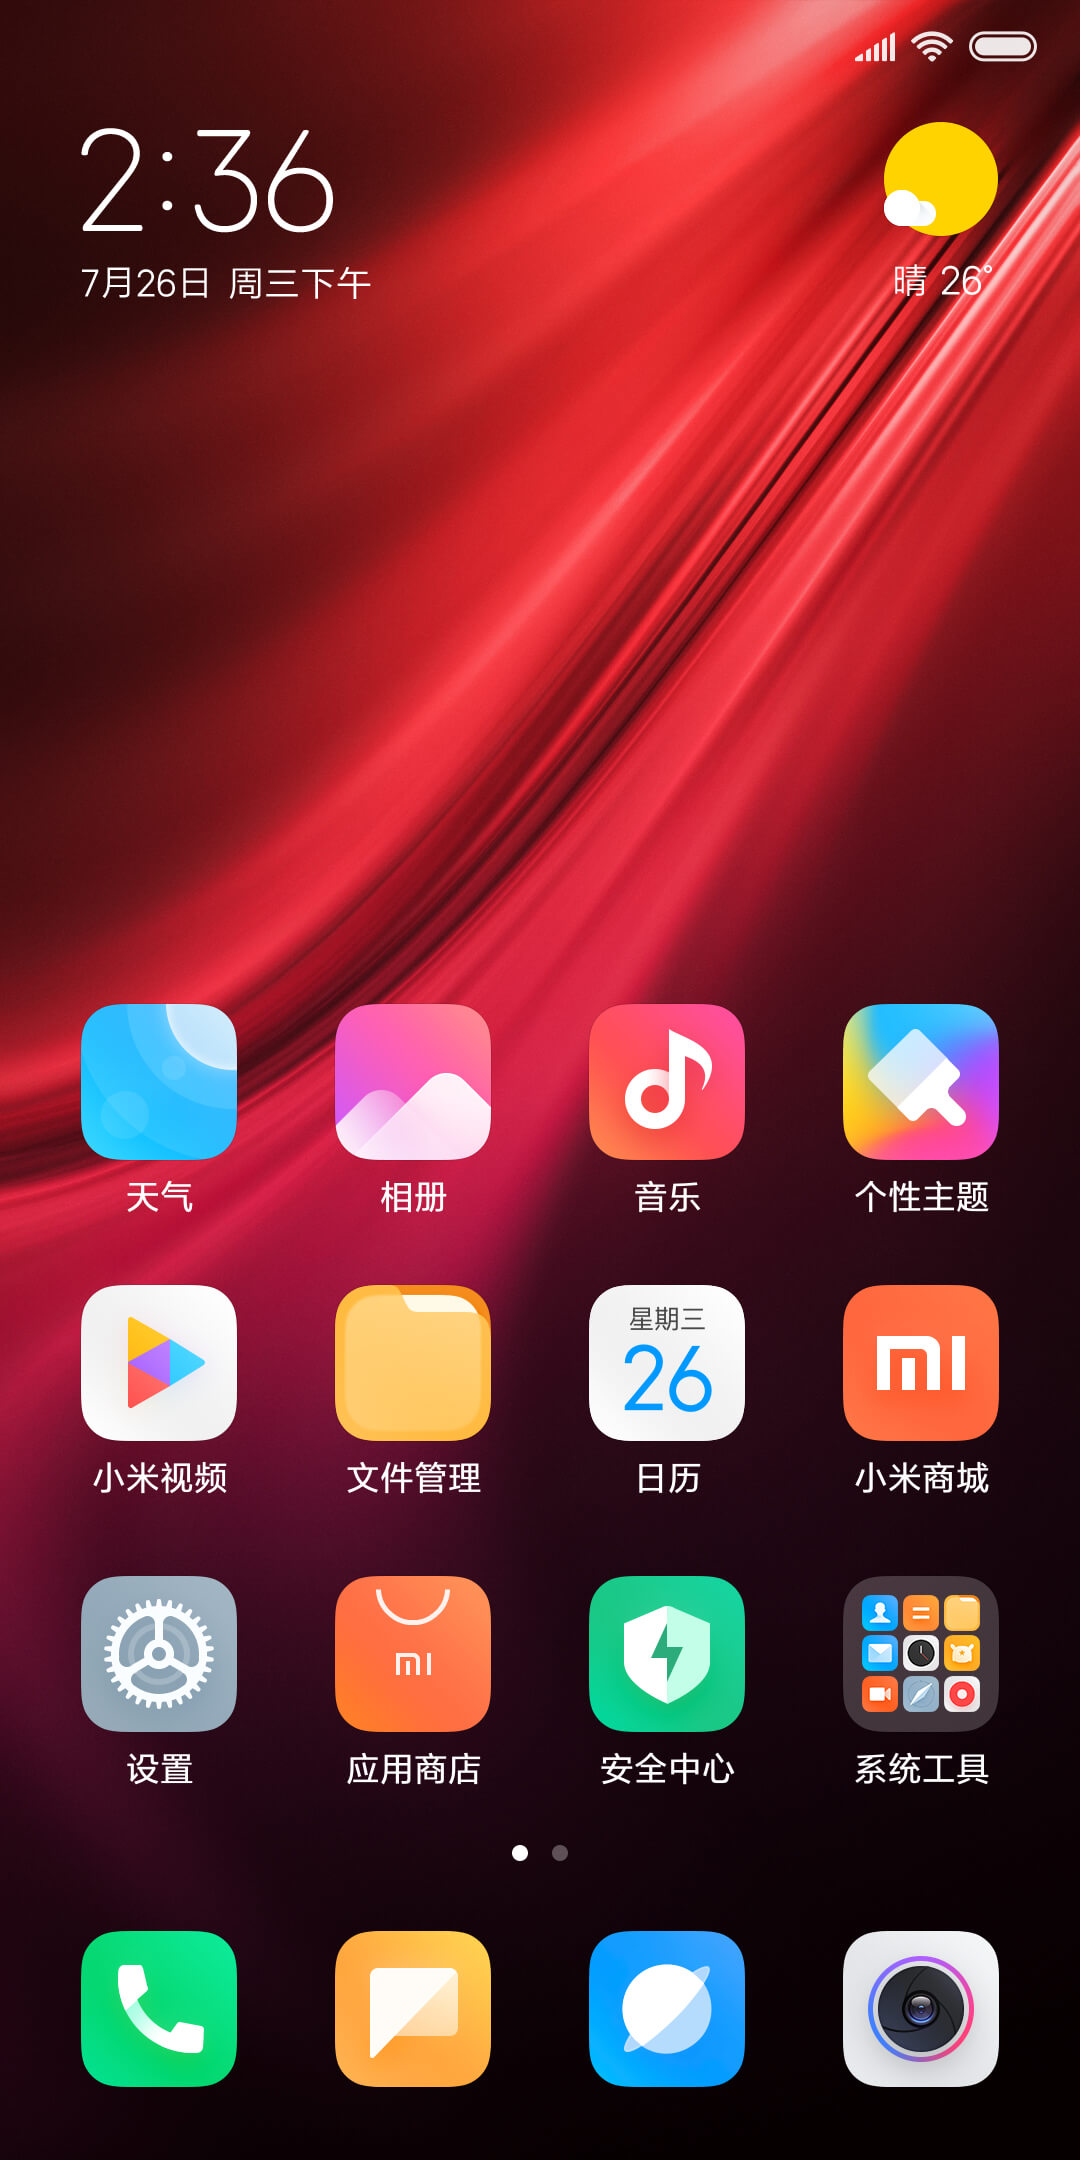 2:36
7月26日 周三下午
晴 26°
天气
相册
音乐
个性主题
星期三
26
mi
小米视频
文件管理
日历
小米商城
mi
设置
应用商店
安全中心
系统工具